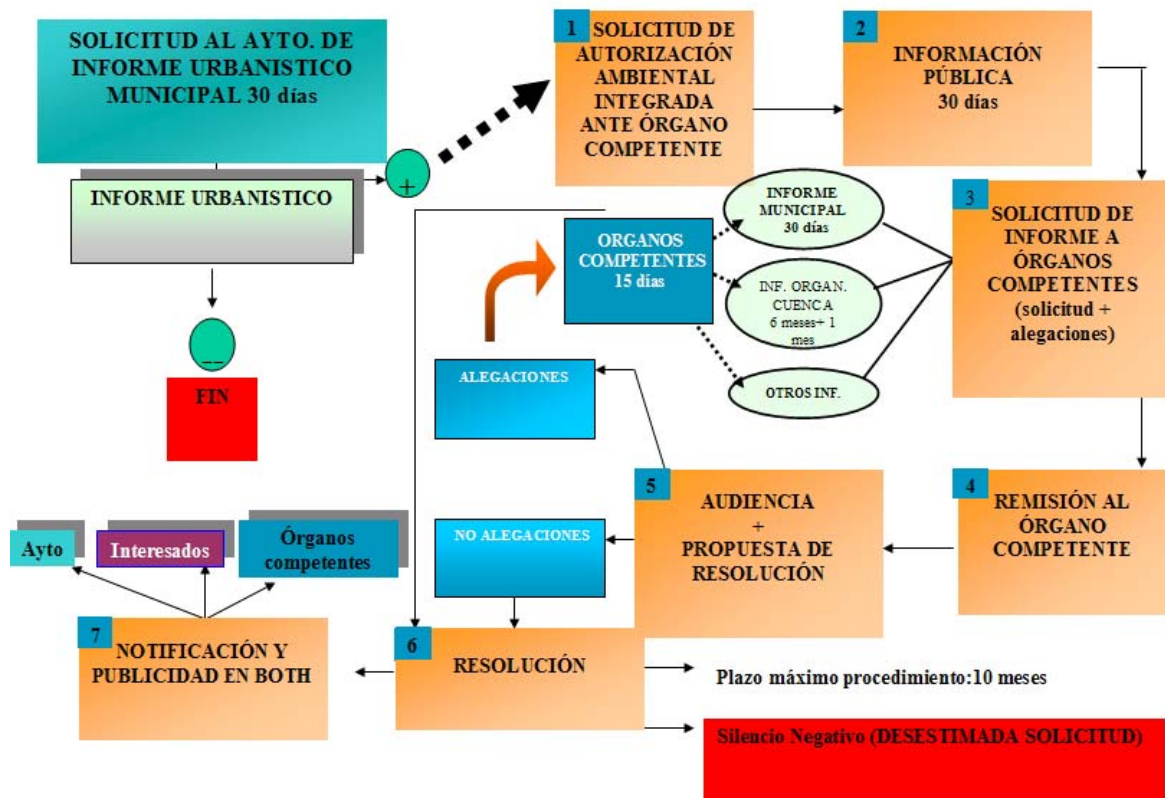 SOLICITUD AL AYTO. DE
INFORME URBANISTICO
MUNICIPAL 30 días
INFORME URBANISTICO
+
--
FIN
1
SOLICITUD DE
AUTORIZACIÓN
AMBIENTAL
INTEGRADA
ANTE ÓRGANO
COMPETENTE
2
INFORMACIÓN
PÚBLICA
30 días
3
SOLICITUD DE
INFORME A
ÓRGANOS
COMPETENTES
(solicitud +
alegaciones)
INFORME
MUNICIPAL
30 días
INF. ORGAN.
CUENCA
6 meses+ 1
mes
OTROS INF.
ORGANOS
COMPETENTES
15 días
ALEGACIONES
NO ALEGACIONES
4
REMISIÓN AL
ÓRGANO
COMPETENTE
5
AUDIENCIA
+
PROPUESTA DE
RESOLUCIÓN
6
RESOLUCIÓN
Plazo máximo procedimiento:10 meses
Silencio Negativo (DESESTIMADA SOLICITUD)
7
NOTIFICACIÓN Y
PUBLICIDAD EN BOTH
Ayto
Interesados
Órganos
competentes